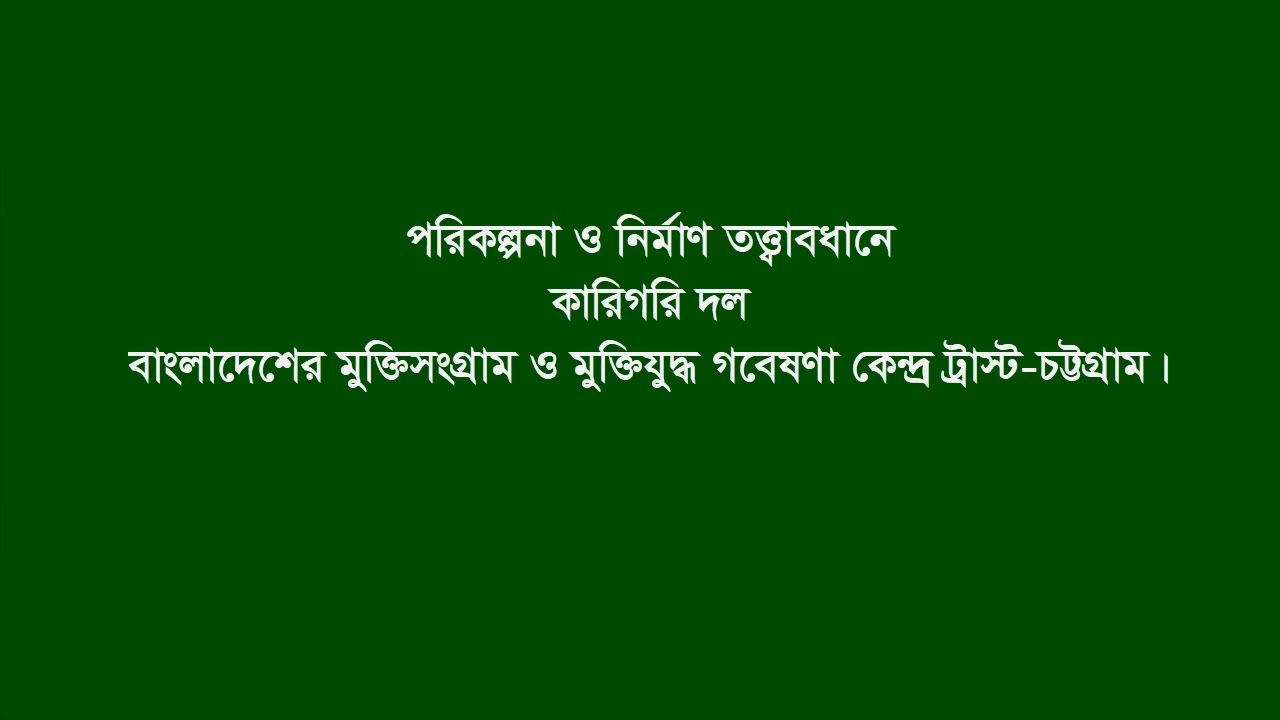 পরিকল্পনা ও নির্মাণ তত্ত্বাবধানে
কারিগরি দল
বাংলাদেশের মুক্তিসংগ্রাম ও মুক্তিযুদ্ধ গবেষণা কেন্দ্র ট্রাস্ট-চট্টগ্রাম।